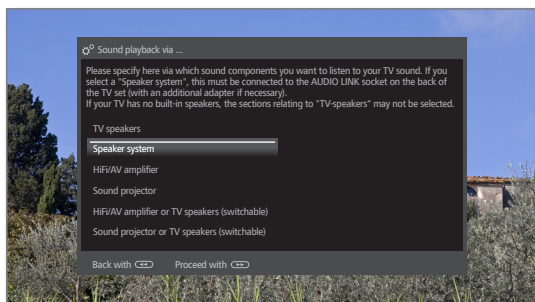 Sound playback via ...
Please specify here via which sound components you want to listen to your TV sound. If you
select a "Speaker system", this must be connected to the AUDIO LINK socket on the back of
the TV set (with an additional adapter if necessary).
If your TV has no built-in speakers, the sections relating to "TV-speakers" may not be selected.
TV speakers
Speaker system
HiFi/AV amplifier
Sound projector
HiFi/AV amplifier or TV speakers (switchable)
Sound projector or TV speakers (switchable)
Back with Proceed with